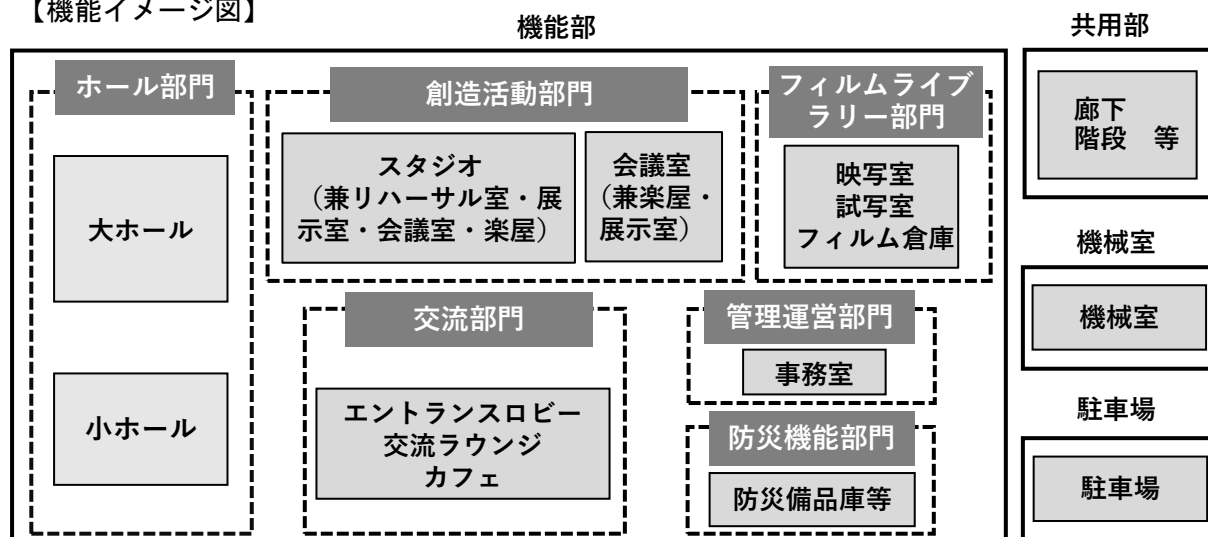 【機能イメージ図】
機能部
共用部
ホール部門
大ホール
小ホール
創造活動部門
スタジオ
（兼リハーサル室・展
示室・会議室・楽屋）
会議室
（兼楽屋・
展示室）
フィルムライブ
ラリー部門
映写室
試写室
フィルム倉庫
交流部門
エントランスロビー
交流ラウンジ
カフェ
管理運営部門
事務室
防災機能部門
防災備品庫等
廊下
階段　等
機械室
機械室
駐車場
駐車場